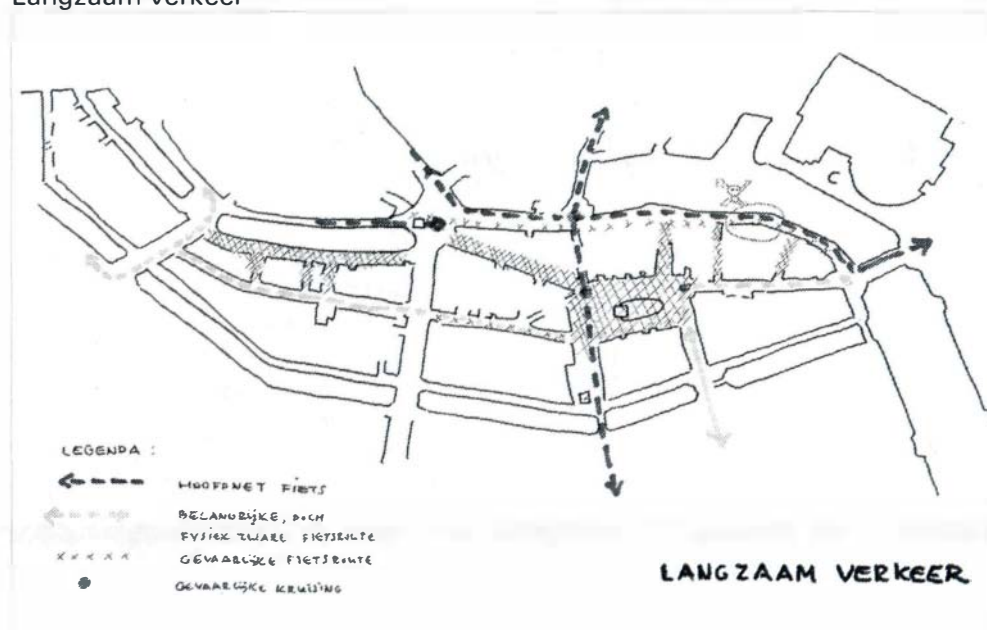 Langzaam verkeer
C
LEGENDA :
HOOFDNET FIETS
BELANGRIJKE, DOCH
FYSIEK ZWARE FIETSROUTE
GEVAARLIJKE FIETSROUTE
GEVAARLIJKE KRUISING
LANGZAAM VERKEER